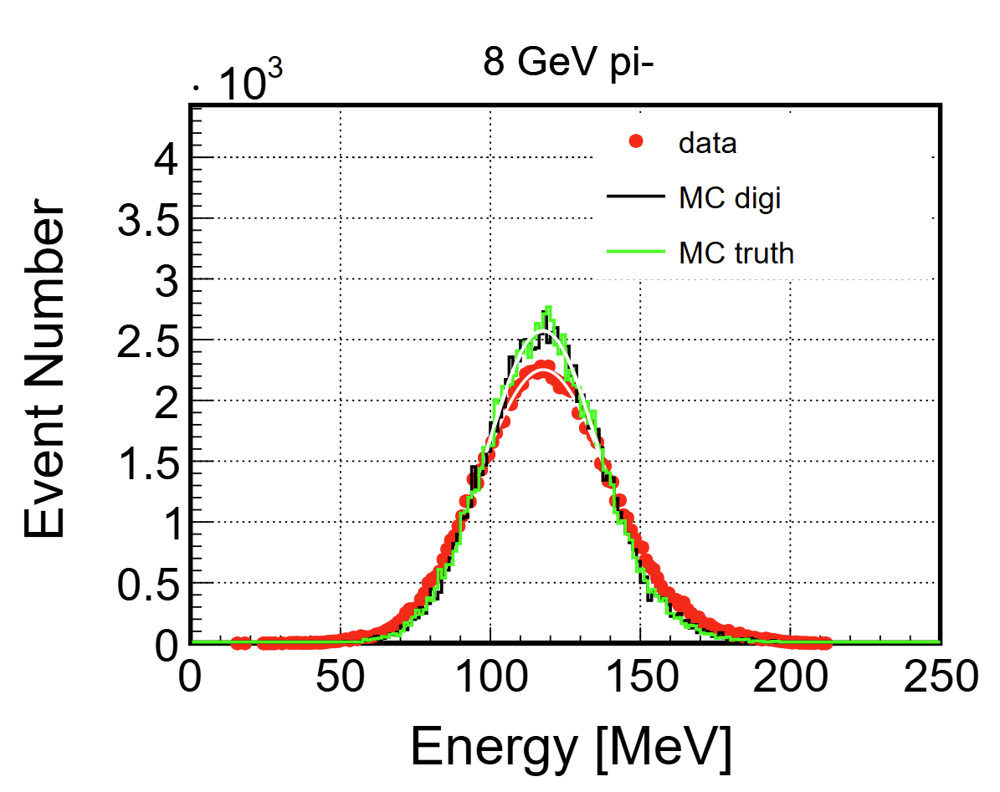 8 GeV pi-
· 10³
data
MC digi
MC truth
Event Number
4
3.5
3
2.5
2
1.5
1
0.5
0
0 50 100 150 200 250
Energy [MeV]